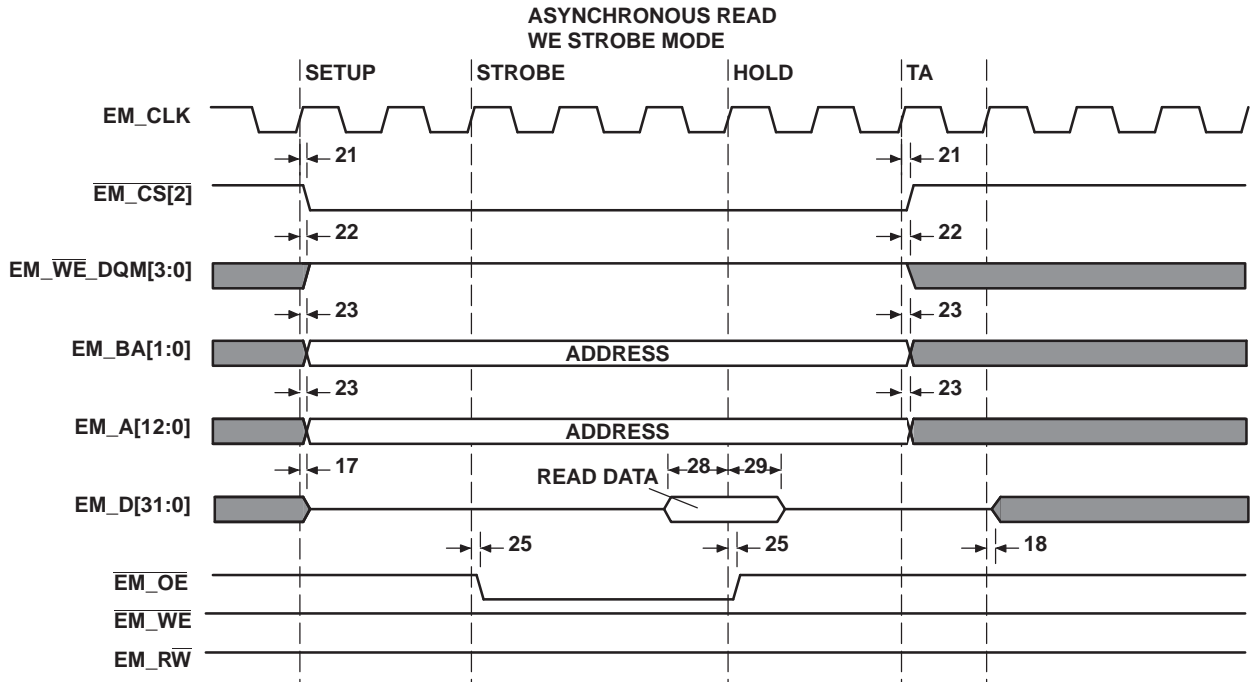 ASYNCHRONOUS READ
WE STROBE MODE
SETUP STROBE HOLD TA
EM_CLK
21 21
EM_CS[2]
22 22
EM_WE_DQM[3:0]
23 23
EM_BA[1:0] ADDRESS
23 23
EM_A[12:0] ADDRESS
17 28 29
READ DATA
EM_D[31:0]
25 25 18
EM_OE
EM_WE
EM_RW